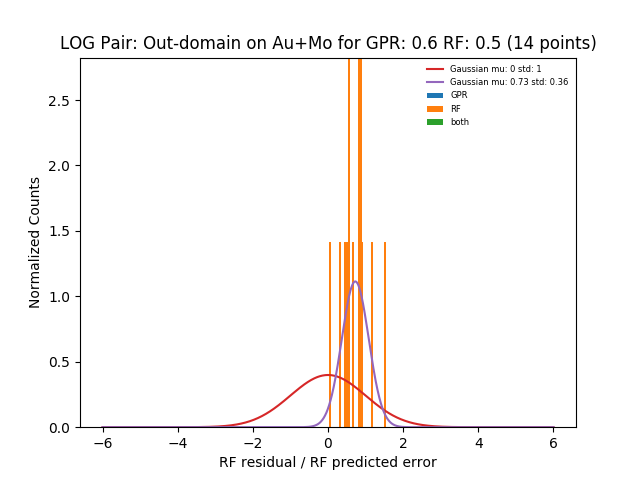 LOG Pair: Out-domain on Au+Mo for GPR: 0.6 RF: 0.5 (14 points)
Gaussian mu: 0 std: 1
Gaussian mu: 0.73 std: 0.36
GPR
RF
both
Normalized Counts
2.5
2.0
1.5
1.0
0.5
0.0
−6 −4 −2 0 2 4 6
RF residual / RF predicted error